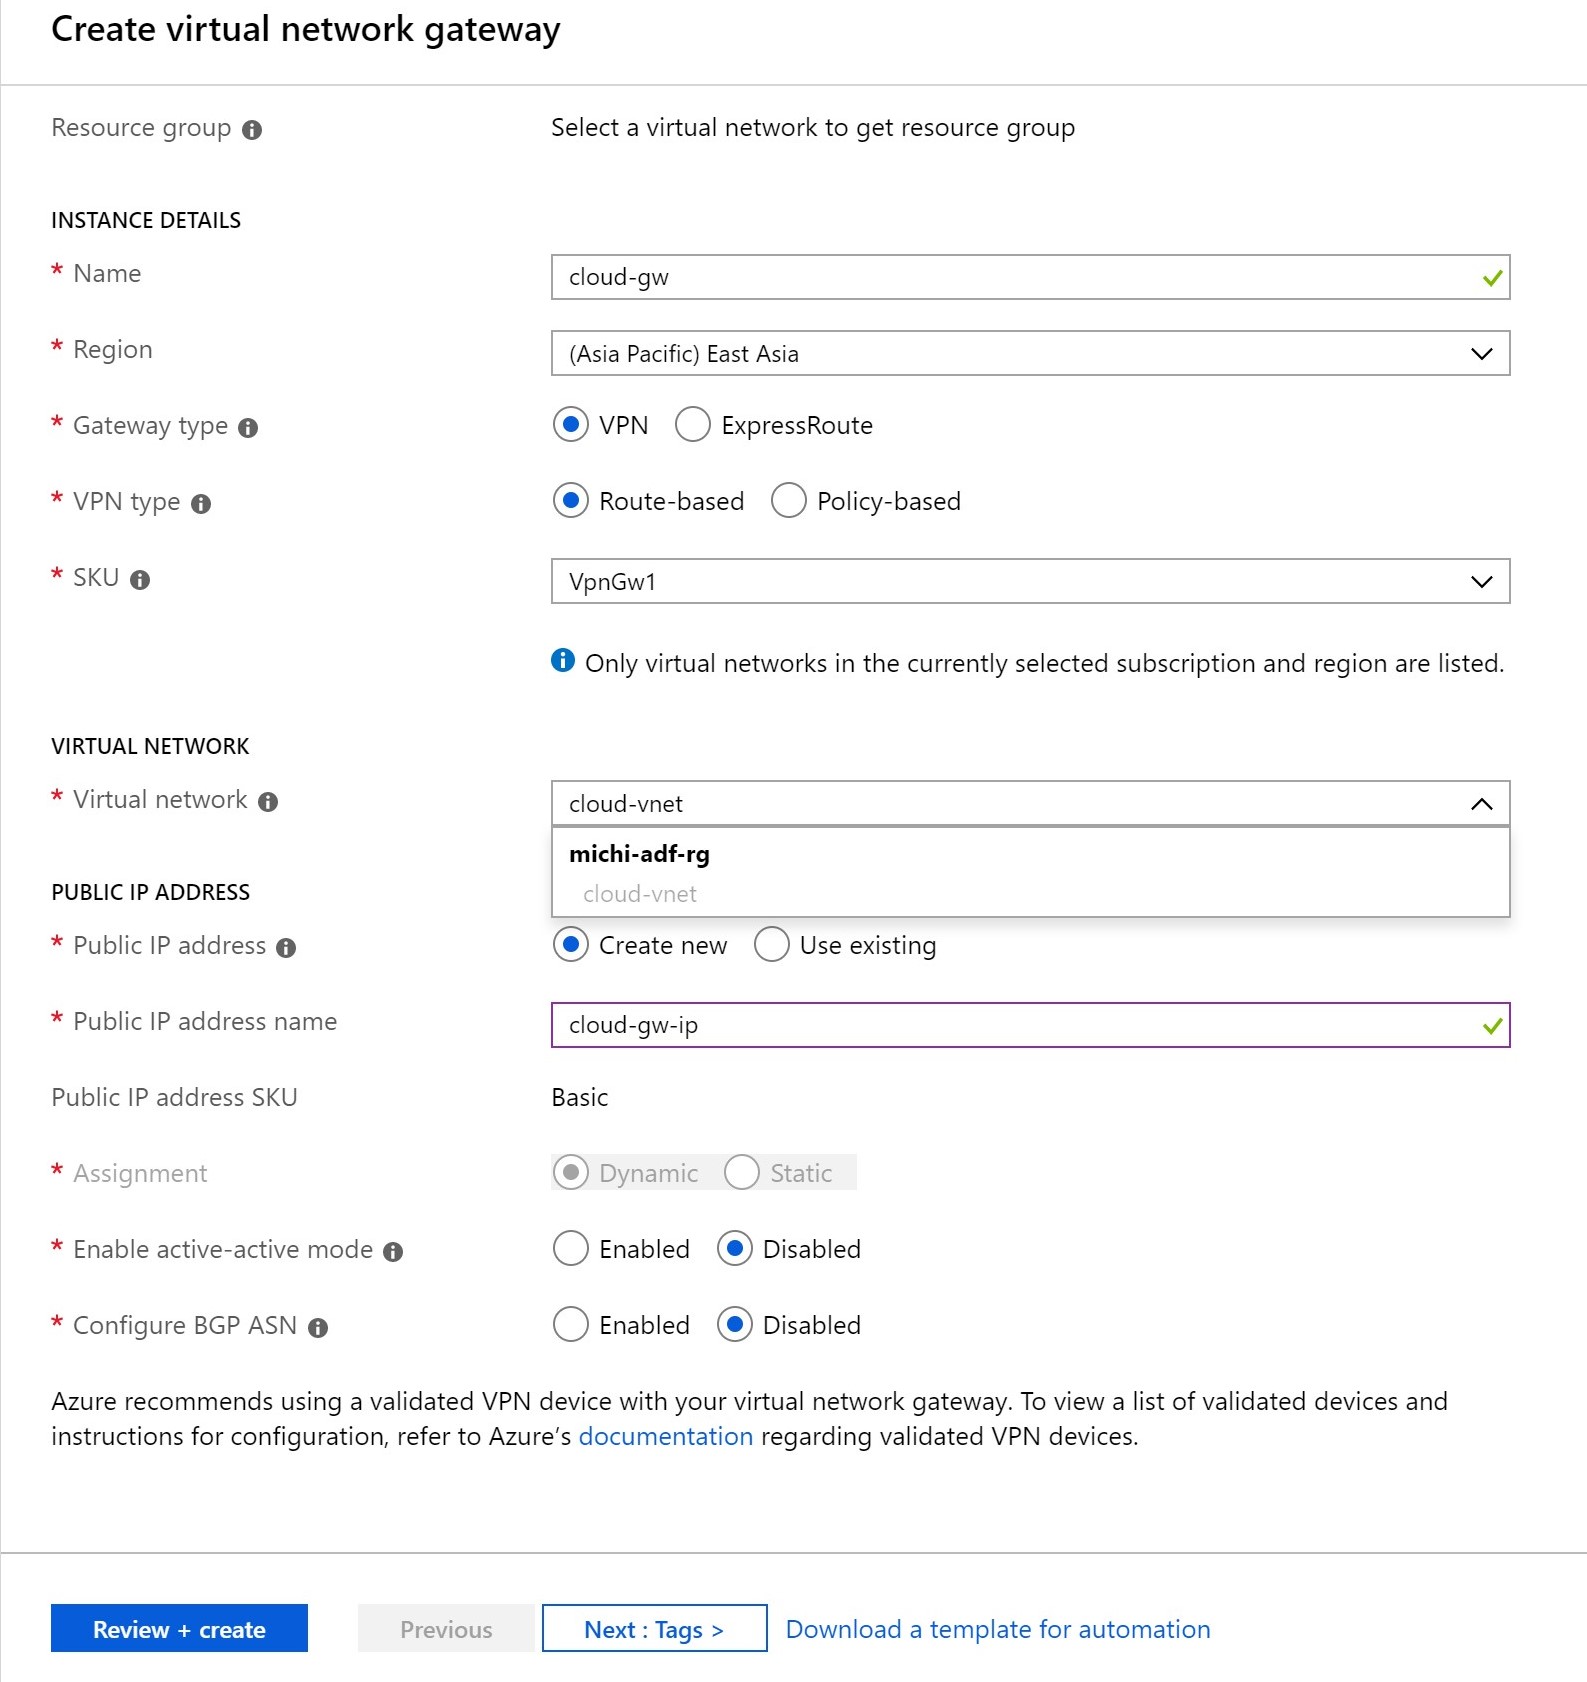 Create virtual network gateway
Resource group
Select a virtual network to get resource group
INSTANCE DETAILS
* Name
cloud-gw
* Region
(Asia Pacific) East Asia
* Gateway type
VPN
ExpressRoute
* VPN type
Route-based
Policy-based
* SKU
VpnGw1
Only virtual networks in the currently selected subscription and region are listed.
VIRTUAL NETWORK
* Virtual network
cloud-vnet
michi-adf-rg
cloud-vnet
PUBLIC IP ADDRESS
* Public IP address
Create new
Use existing
* Public IP address name
cloud-gw-ip
Public IP address SKU
Basic
* Assignment
Dynamic
Static
* Enable active-active mode
Enabled
Disabled
* Configure BGP ASN
Enabled
Disabled
Azure recommends using a validated VPN device with your virtual network gateway. To view a list of validated devices and
instructions for configuration, refer to Azure’s documentation regarding validated VPN devices.
Review + create
Previous
Next : Tags >
Download a template for automation